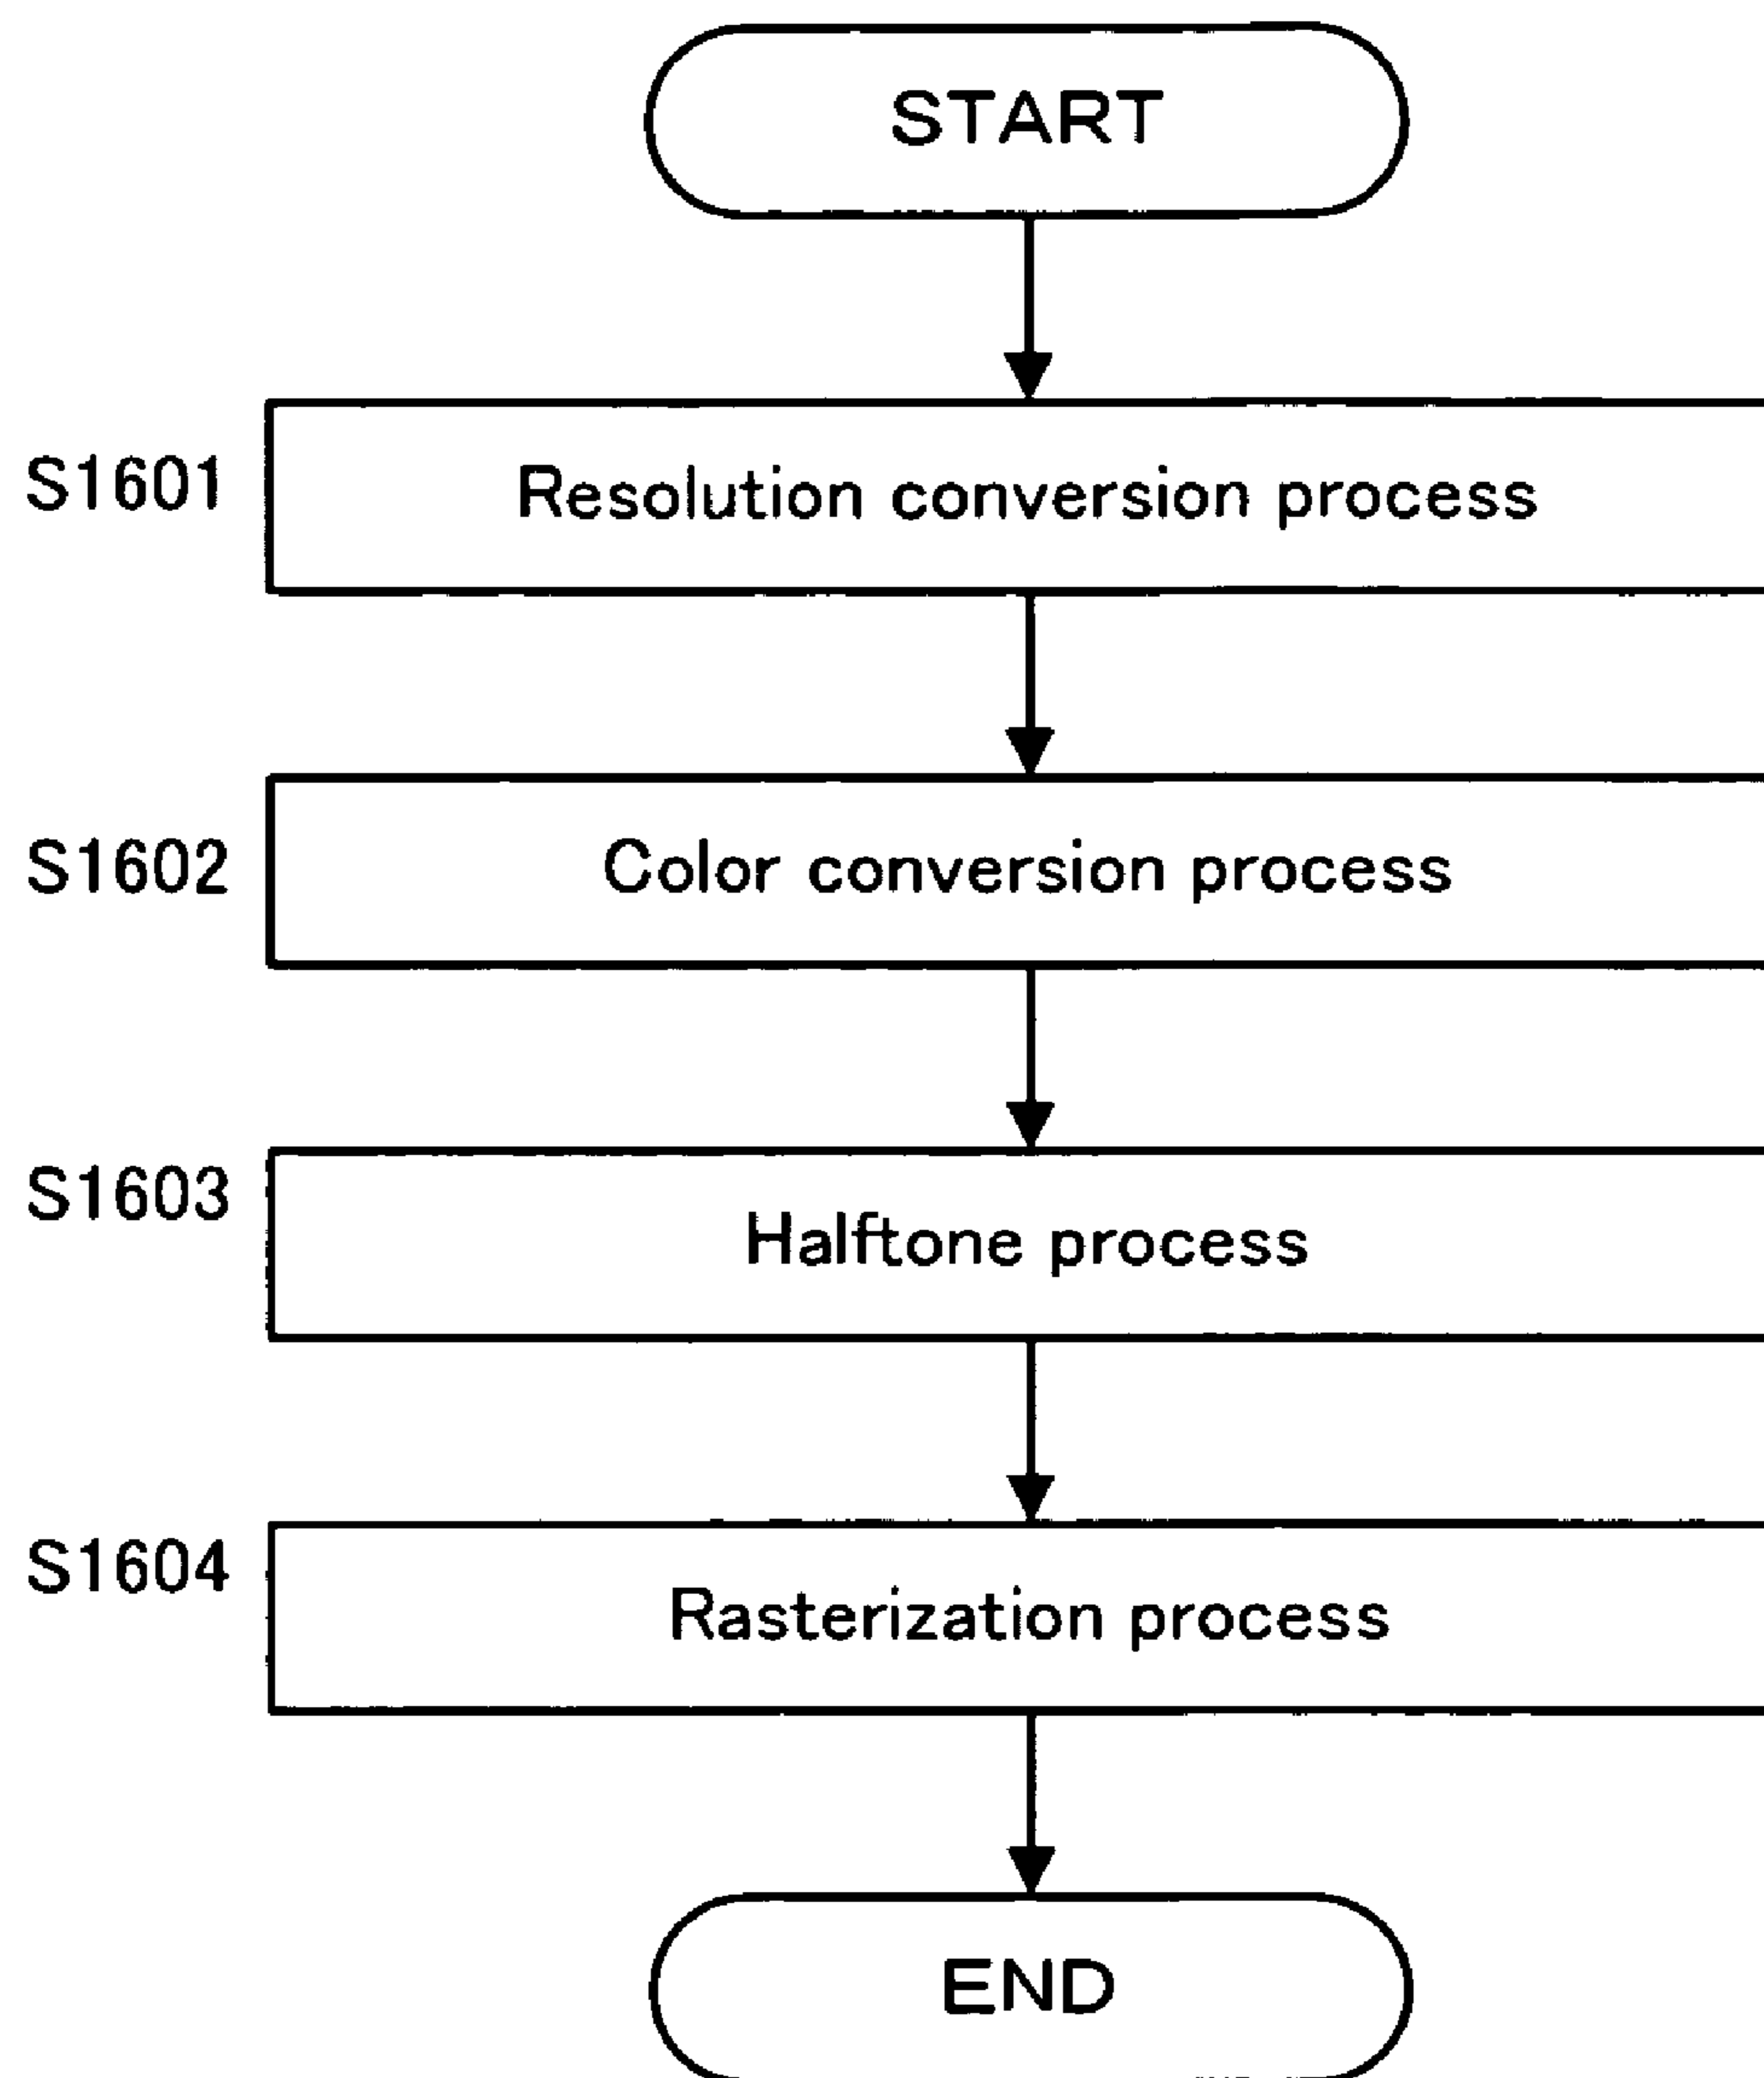 START
S1601
Resolution conversion process
S1602
Color conversion process
S1603
Halftone process
S1604
Rasterization process
END